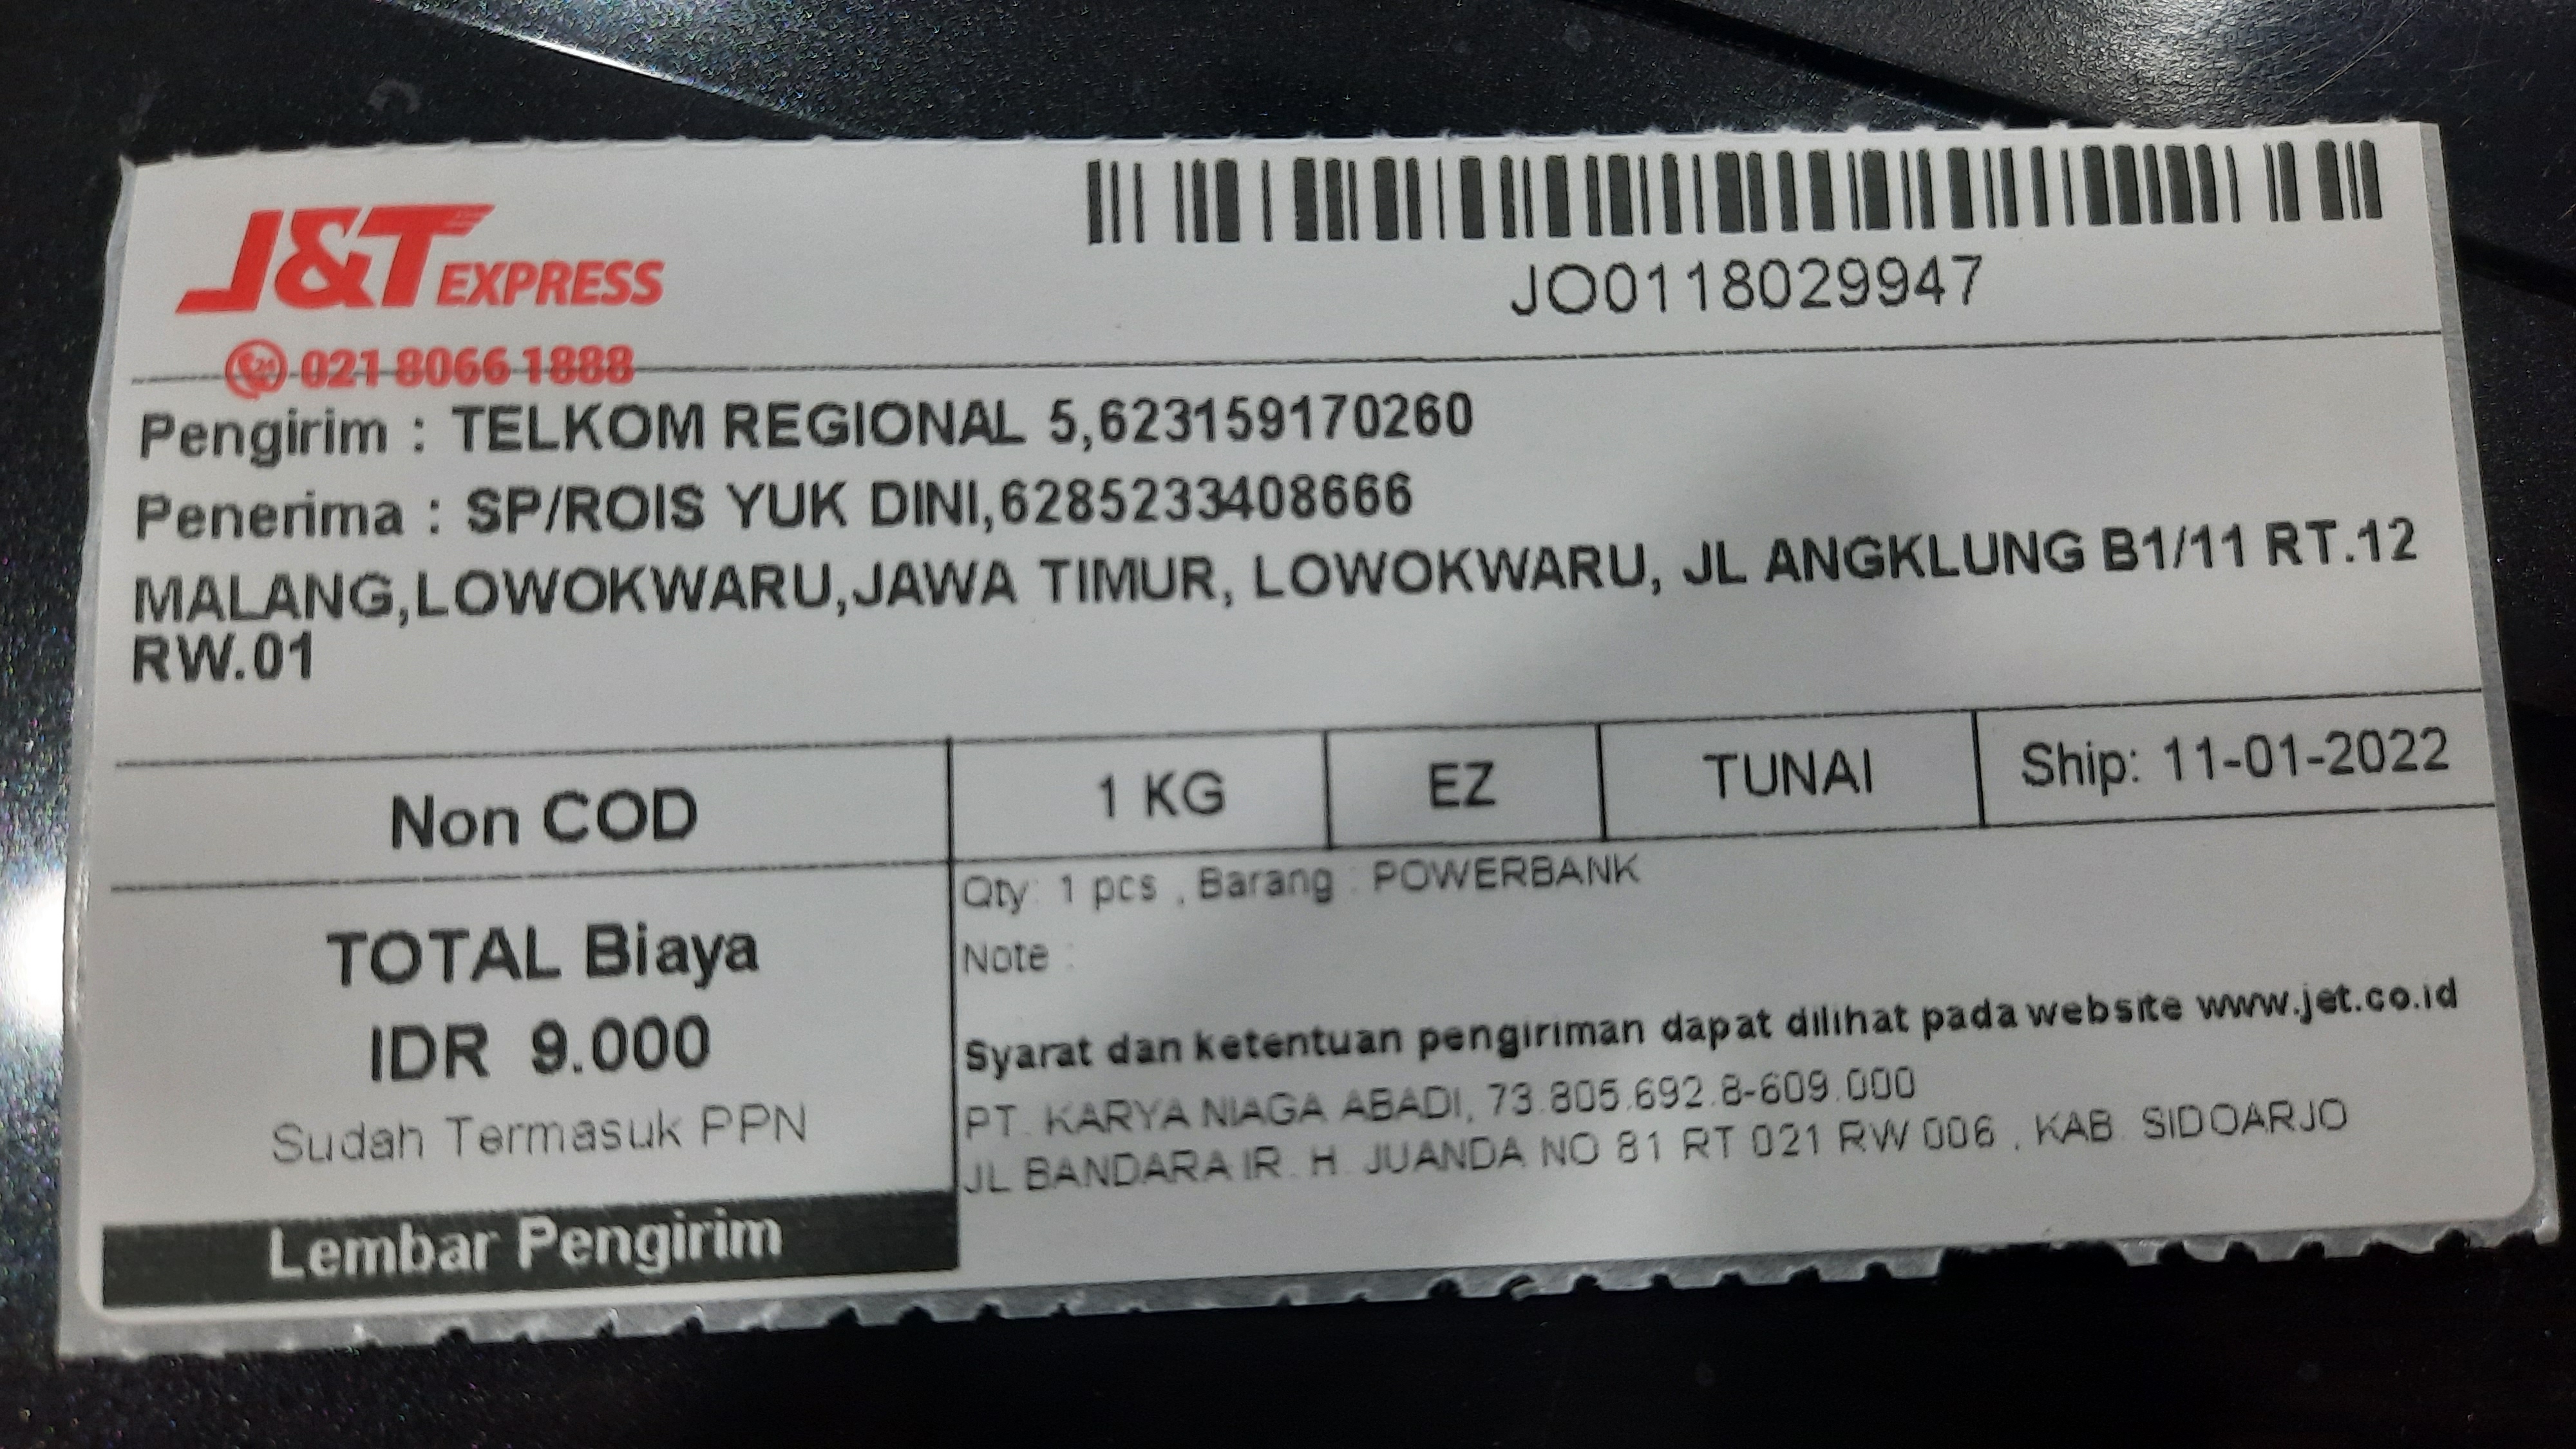 J&T EXPRESS
021 8066 1888
JO0118029947
Pengirim : TELKOM REGIONAL 5,623159170260
Penerima : SP/ROIS YUK DINI,6285233408666
MALANG,LOWOKWARU,JAWA TIMUR, LOWOKWARU, JL ANGKLUNG B1/11 RT.12
RW.01
Non COD
1 KG
EZ
TUNAI
Ship: 11-01-2022
TOTAL Biaya
IDR 9.000
Sudah Termasuk PPN
Lembar Pengirim
Qty: 1 pcs , Barang : POWERBANK
Note :
Syarat dan ketentuan pengiriman dapat dilihat pada website www.jet.co.id
PT. KARYA NIAGA ABADI, 73.805.692.8-609.000
JL BANDARA IR. H. JUANDA NO 81 RT 021 RW 006 , KAB. SIDOARJO